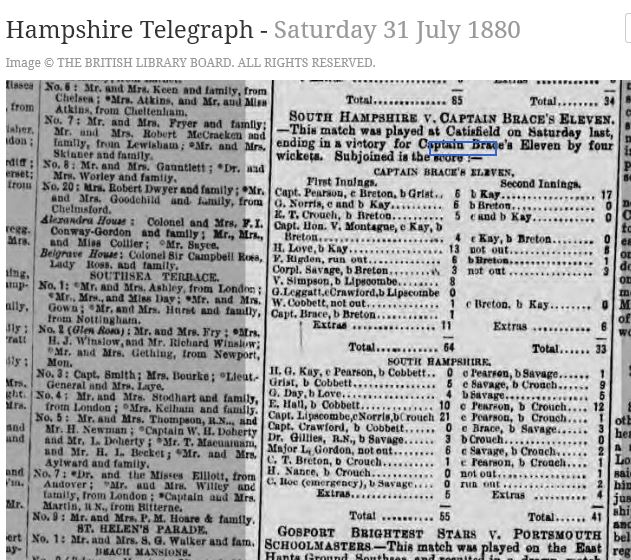 Hampshire Telegraph - Saturday 31 July 1880
Image © THE BRITISH LIBRARY BOARD. ALL RIGHTS RESERVED.
No. 6: Mr. and Mrs. Keen and family, from
Chelsea; *Mrs. Atkins, and Mr. and Miss
Atkins, from Cheltenham.
No. 7: Mr. and Mrs. Fryer and family;
Mr. and Mrs. Robert McCracken and
family, from Lewisham; *Mr. and Mrs.
Skinner and family.
No. 8: Mr. and Mrs. Gauntlett; *Dr. and
Mrs. Worley and family.
No. 20: Mrs. Robert Dwyer and family; *Mr.
and Mrs. Goodchild and family, from
Chelmsford.
Alexandra House: Colonel and Mrs. F. I.
Conway-Gordon and family; Mr., Mrs.,
and Miss Collier; *Mr. Sayce.
Belgrave House: Colonel Sir Campbell Ross,
Lady Ross, and family.
SOUTHSEA TERRACE.
No. 1: *Mr. and Mrs. Ashley, from London;
*Mr., Mrs., and Miss Day; *Mr. and Mrs.
Gown; *Mr. and Mrs. Hurst and family,
from Nottingham.
No. 2 (Glen Rosa): Mr. and Mrs. Fry; *Mrs.
H. J. Winslow, and Mr. Richard Winslow;
*Mr. and Mrs. Gething, from Newport,
Mon.
No. 3: Capt. Smith; Mrs. Bourke; *Lieut.-
General and Mrs. Laye.
No. 4: Mr. and Mrs. Stodhart and family,
from London; *Mrs. Kelham and family.
No. 5: Mr. and Mrs. Thompson, R.N., and
Mr. H. Newman; *Captain W. H. Doherty
and Mr. L. Doherty; *Mr. T. Macnamara,
and Mr. H. L. Becket; *Mr. and Mrs.
Aylward and family.
No. 7: *Dr. and the Misses Elliott, from
Andover; *Mr. and Mrs. Willey and
family, from London; *Captain and Mrs.
Martin, R.N., from Bitterne.
No. 9: Mr. and Mrs. P. M. Hoare & family.
ST. HELEN'S PARADE.
No. 1: Mr. and Mrs. S. G. Walker and fam.
BEACH MANSIONS.
Total............ 85 Total........ 34
SOUTH HAMPSHIRE V. CAPTAIN BRACE'S ELEVEN.
—This match was played at Catisfield on Saturday last,
ending in a victory for Captain Brace's Eleven by four
wickets. Subjoined is the score:—
CAPTAIN BRACE'S ELEVEN.
First Innings. Second Innings.
Capt. Pearson, c Breton, b Grist.. 6 b Kay........ 17
G. Norris, c and b Kay........ 6 b Breton........ 0
E. T. Crouch, b Breton........ 5 c and b Kay.... 0
Capt. Hon. V. Montague, c Kay, b
Breton........ 4 c Kay, b Breton.. 0
H. Love, b Kay........ 13 not out........ 8
F. Rigden, run out........ 6 b Breton........ 1
Corpl. Savage, b Breton........ 3 not out........ 3
V. Simpson, b Lipscombe........ 8
G. Leggatt, c Crawford, b Lipscombe 0
W. Cobbett, not out........ 1 c Breton, b Kay.. 0
Capt. Brace, b Breton........ 1
Extras........ 11 Extras........ 6
Total........ 64 Total........ 33
SOUTH HAMPSHIRE.
H. G. Kay, c Pearson, b Cobbett.. 0 c Pearson, b Savage.... 1
Grist, b Cobbett........ 5 c Savage, b Crouch.... 9
G. Day, b Love........ 4 b Savage........ 5
E. Hall, b Cobbett........ 10 c Pearson, b Crouch.... 12
Capt. Lipscombe, c Norris, b Crouch 21 c Pearson, b Crouch.... 1
Capt. Crawford, b Cobbett........ 0 c Brace, b Savage.... 3
Dr. Gillies, R.N., b Savage.... 3 b Crouch........ 0
Major L. Gordon, not out........ 6 c Savage, b Crouch.... 2
C. T. Breton, b Crouch........ 1 c Pearson, b Crouch.... 1
H. Nance, b Crouch........ 0 not out........ 1
C. Roe (emergency), b Savage.... 0 run out........ 2
Extras........ 5 Extras........ 4
Total........ 55 Total........ 41
GOSPORT BRIGHTEST STARS V. PORTSMOUTH
SCHOOLMASTERS.—This match was played on the East
Hants Ground, Southsea, and resulted in a drawn match